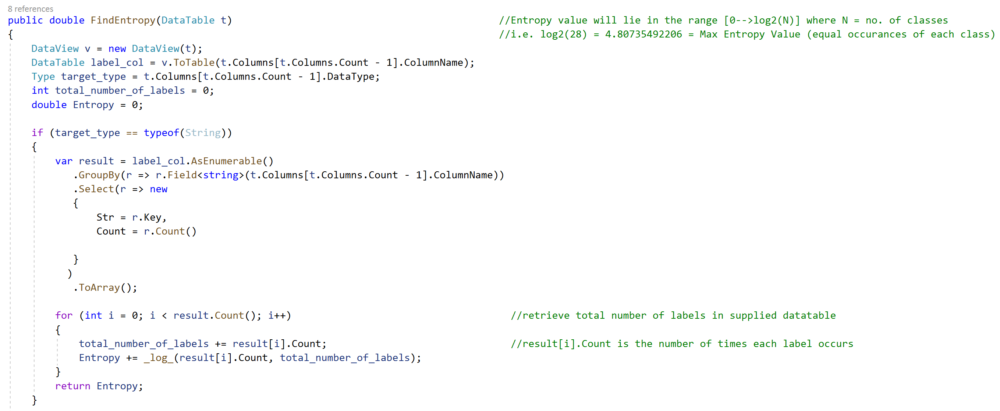 8 references
public double FindEntropy(DataTable t) //Entropy value will lie in the range [0-->log2(N)] where N = no. of classes
{ //i.e. log2(28) = 4.80735492206 = Max Entropy Value (equal occurances of each class)
DataView v = new DataView(t);
DataTable label_col = v.ToTable(t.Columns[t.Columns.Count - 1].ColumnName);
Type target_type = t.Columns[t.Columns.Count - 1].DataType;
int total_number_of_labels = 0;
double Entropy = 0;
if (target_type == typeof(String))
{
var result = label_col.AsEnumerable()
.GroupBy(r => r.Field<string>(t.Columns[t.Columns.Count - 1].ColumnName))
.Select(r => new
{
Str = r.Key,
Count = r.Count()
}
)
.ToArray();
for (int i = 0; i < result.Count(); i++) //retrieve total number of labels in supplied datatable
{
total_number_of_labels += result[i].Count; //result[i].Count is the number of times each label occurs
Entropy += _log_(result[i].Count, total_number_of_labels);
}
return Entropy;
}